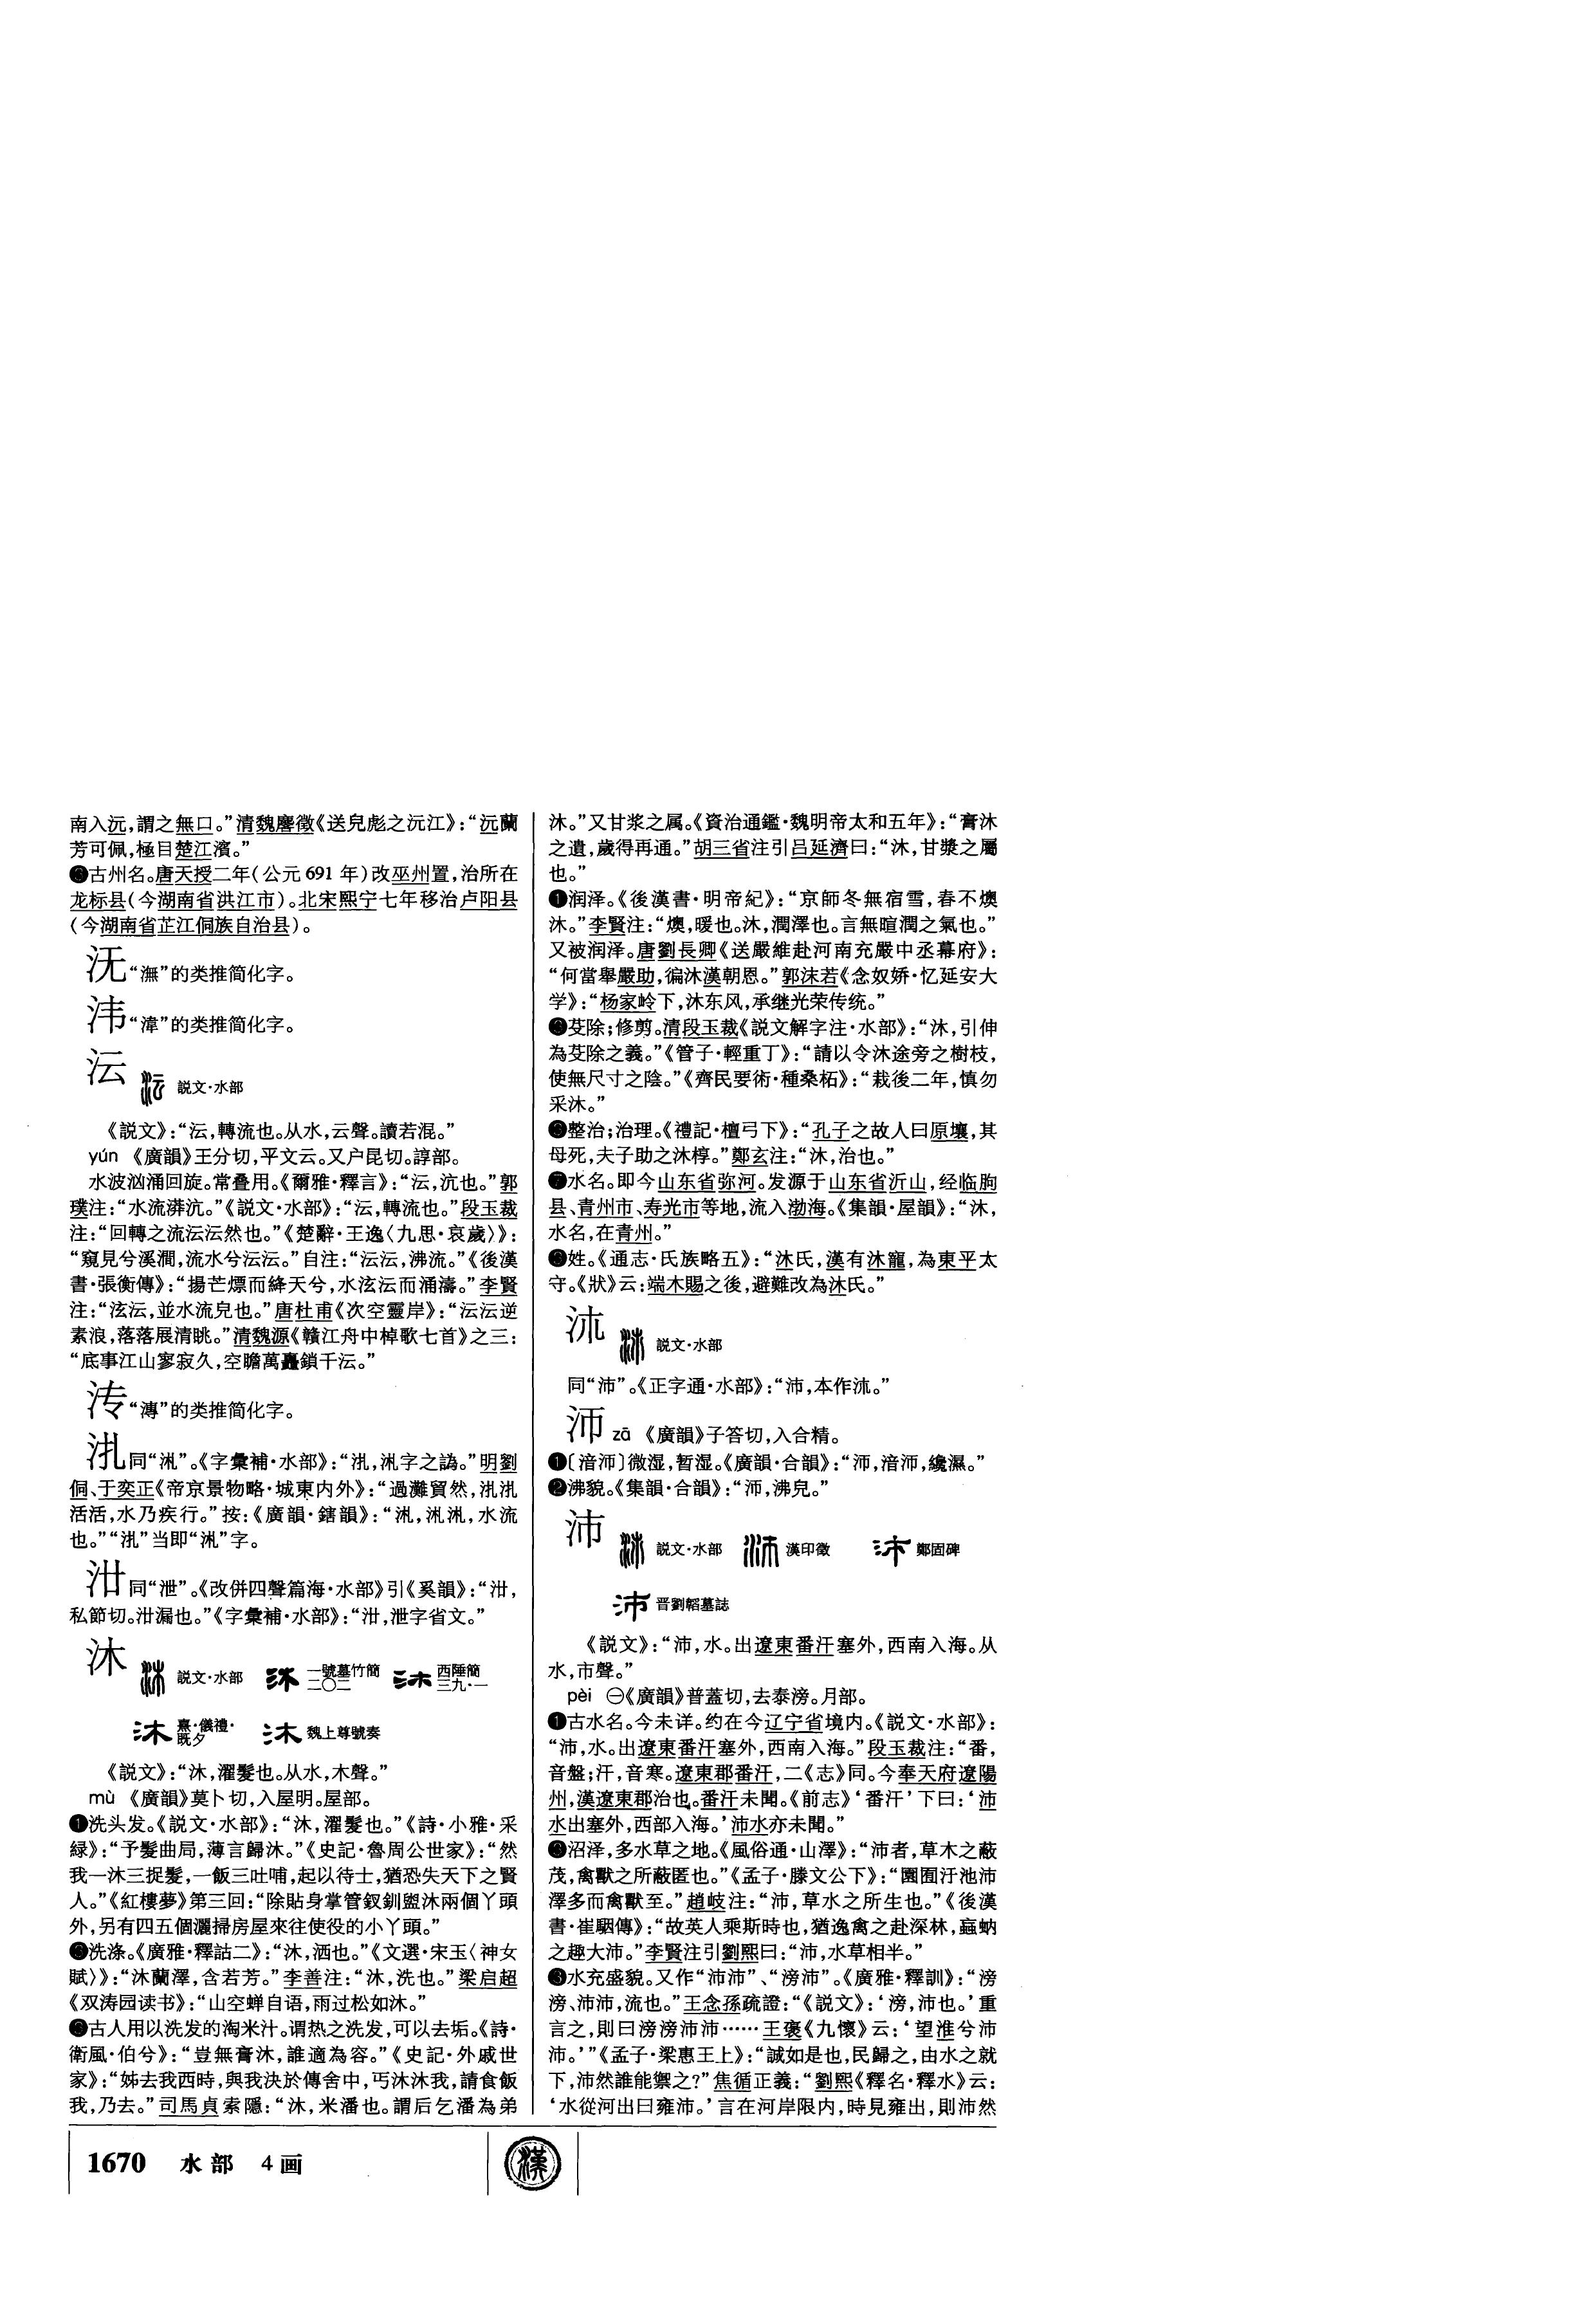 南入沅，謂之無口。”清魏麐徵《送兒彪之沅江》：“沅蘭
芳可佩，極目楚江濱。”
古州名。唐天授二年（公元691年）改巫州置，治所在
龙标县（今湖南省洪江市）。北宋熙宁七年移治卢阳县
（今湖南省芷江侗族自治县）。
“潕”的类推简化字。
沣“湋”的类推简化字。
沄 説文·水部
《説文》：“沄，轉流也。从水，云聲。讀若混。”
yún 《廣韻》王分切，平文云。又户昆切。諄部。
水波汹涌回旋。常叠用。《爾雅·釋言》：“沄，沆也。”郭
璞注：“水流漭沆。”《説文·水部》：“沄，轉流也。”段玉裁
注：“回轉之流沄沄然也。”《楚辭·王逸〈九思·哀歲〉》：
“窺見兮溪澗，流水兮沄沄。”自注：“沄沄，沸流。”《後漢
書·張衡傳》：“揚芒熛而絳天兮，水泫沄而涌濤。”李賢
注：“泫沄，並水流皃也。”唐杜甫《次空靈岸》：“沄沄逆
素浪，落落展清眺。”清魏源《贛江舟中棹歌七首》之三：
“底事江山寥寂久，空瞻萬纛鎖千沄。”
“漙”的类推简化字。
同“”。《字彙補·水部》：“，字之譌。”明劉
侗、于奕正《帝京景物略·城東内外》：“過灘貿然，
活活，水乃疾行。”按：《廣韻·鎋韻》：“，，水流
也。”“”当即“”字。
泔同“泄”。《改併四聲篇海·水部》引《奚韻》：“，
私節切。漏也。”《字彙補·水部》：“，泄字省文。”
沐 説文·水部 一號墓竹簡二〇二 西陲簡三九·一
熹·儀禮·既夕 魏上尊號奏
《説文》：“沐，濯髮也。从水，木聲。”
mù 《廣韻》莫卜切，入屋明。屋部。
❶洗头发。《説文·水部》：“沐，濯髮也。”《詩·小雅·采
緑》：“予髮曲局，薄言歸沐。”《史記·魯周公世家》：“然
我一沐三捉髮，一飯三吐哺，起以待士，猶恐失天下之賢
人。”《紅樓夢》第三回：“除貼身掌管釵釧盥沐兩個丫頭
外，另有四五個灑掃房屋來往使役的小丫頭。”
洗涤。《廣雅·釋詁二》：“沐，洒也。”《文選·宋玉〈神女
賦〉》：“沐蘭澤，含若芳。”李善注：“沐，洗也。”梁启超
《双涛园读书》：“山空蝉自语，雨过松如沐。”
古人用以洗发的淘米汁。谓热之洗发，可以去垢。《詩·
衛風·伯兮》：“豈無膏沐，誰適為容。”《史記·外戚世
家》：“姊去我西時，與我決於傳舍中，丐沐沐我，請食飯
我，乃去。”司馬貞索隱：“沐，米潘也。謂后乞潘為弟
沐。”又甘浆之属。《資治通鑑·魏明帝太和五年》：“膏沐
之遺，歲得再通。”胡三省注引吕延濟曰：“沐，甘漿之屬
也。”
润泽。《後漢書·明帝紀》：“京師冬無宿雪，春不燠
沐。”李賢注：“燠，暖也。沐，潤澤也。言無暄潤之氣也。”
又被润泽。唐劉長卿《送嚴維赴河南充嚴中丞幕府》：
“何當舉嚴助，徧沐漢朝恩。”郭沫若《念奴娇·忆延安大
学》：“杨家岭下，沐东风，承继光荣传统。”
芟除；修剪。清段玉裁《説文解字注·水部》：“沐，引伸
為芟除之義。”《管子·輕重丁》：“請以令沐途旁之樹枝，
使無尺寸之陰。”《齊民要術·種桑柘》：“栽後二年，慎勿
采沐。”
整治；治理。《禮記·檀弓下》：“孔子之故人曰原壤，其
母死，夫子助之沐椁。”鄭玄注：“沐，治也。”
❼水名。即今山东省弥河。发源于山东省沂山，经临朐
县、青州市、寿光市等地，流入渤海。《集韻·屋韻》：“沐，
水名，在青州。”
姓。《通志·氏族略五》：“沐氏，漢有沐寵，為東平太
守。《狀》云：端木賜之後，避難改為沐氏。”
沭 説文·水部
同“沛”。《正字通·水部》：“沛，本作。”
沞 zā 《廣韻》子答切，入合精。
❶〔湆沞〕微湿，暂湿。《廣韻·合韻》：“沞，湆沞，纔濕。”
❷沸貌。《集韻·合韻》：“沞，沸皃。”
沛 説文·水部 漢印徵 鄭固碑
晋劉韜墓誌
《説文》：“沛，水。出遼東番汗塞外，西南入海。从
水，巿聲。”
pèi ㊀《廣韻》普蓋切，去泰滂。月部。
❶古水名。今未详。约在今辽宁省境内。《説文·水部》：
“沛，水。出遼東番汗塞外，西南入海。”段玉裁注：“番，
音盤；汗，音寒。遼東郡番汗，二《志》同。今奉天府遼陽
州，漢遼東郡治也。番汗未聞。《前志》‘番汗’下曰：‘沛
水出塞外，西部入海。’沛水亦未聞。”
沼泽，多水草之地。《風俗通·山澤》：“沛者，草木之蔽
茂，禽獸之所蔽匿也。”《孟子·滕文公下》：“園囿汙池沛
澤多而禽獸至。”趙岐注：“沛，草水之所生也。”《後漢
書·崔駰傳》：“故英人乘斯時也，猶逸禽之赴深林，蝱蚋
之趣大沛。”李賢注引劉熙曰：“沛，水草相半。”
❸水充盛貌。又作“沛沛”、“滂沛”。《廣雅·釋訓》：“滂
滂、沛沛，流也。”王念孫疏證：“《説文》：‘滂，沛也。’重
言之，則曰滂滂沛沛……王褒《九懷》云：‘望淮兮沛
沛。’”《孟子·梁惠王上》：“誠如是也，民歸之，由水之就
下，沛然誰能禦之？”焦循正義：“劉熙《釋名·釋水》云：
‘水從河出曰雍沛。’言在河岸限内，時見雍出，則沛然
1670 水部 4画
漢